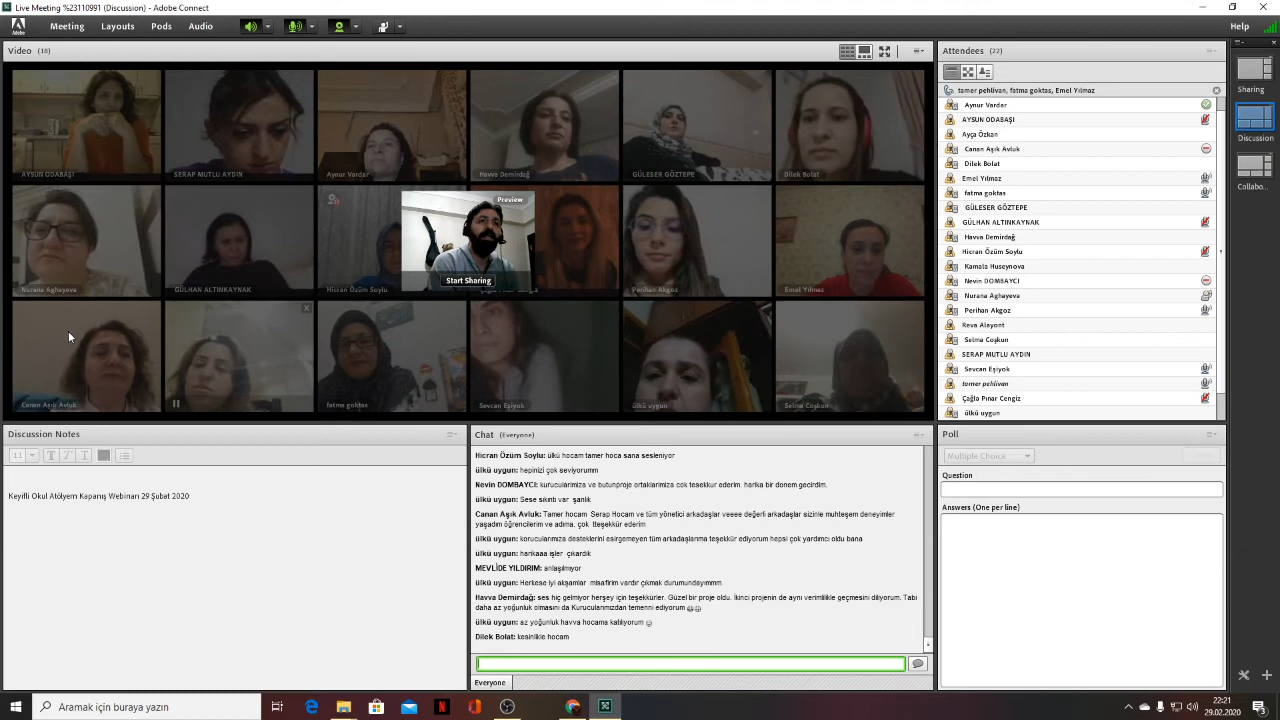 Live Meeting %23110991 (Discussion) - Adobe Connect
Meeting Layouts Pods Audio
Help
Video (18)
AYSUN ODABAŞI
SERAP MUTLU AYDIN
Aynur Vardar
Havva Demirdağ
GÜLESER GÖZTEPE
Dilek Bolat
Preview
Start Sharing
Nurana Aghayeva
GÜLHAN ALTINKAYNAK
Hicran Özüm Soylu
Perihan Akgoz
Emel Yılmaz
Canan Aşık Avluk
fatma goktas
Sevcan Eşiyok
ülkü uygun
Selma Coşkun
Attendees (22)
tamer pehlivan, fatma goktas, Emel Yılmaz
Aynur Vardar
AYSUN ODABAŞI
Ayça Özkan
Canan Aşık Avluk
Dilek Bolat
Emel Yılmaz
fatma goktas
GÜLESER GÖZTEPE
GÜLHAN ALTINKAYNAK
Havva Demirdağ
Hicran Özüm Soylu
Kamala Huseynova
Nevin DOMBAYCI
Nurana Aghayeva
Perihan Akgoz
Reva Alayont
Selma Coşkun
SERAP MUTLU AYDIN
Sevcan Eşiyok
tamer pehlivan
Çağla Pınar Cengiz
ülkü uygun
Sharing
Discussion
Collabo...
Discussion Notes
11
Keyifli Okul Atölyem Kapanış Webinarı 29 Şubat 2020
Chat (Everyone)
Hicran Özüm Soylu: ülkü hocam tamer hoca sana sesleniyor
ülkü uygun: hepinizi çok seviyorumm
Nevin DOMBAYCI: kurucularimiza ve butunproje ortaklarimiza cok tesekkur ederim. harika bir donem gecirdim.
ülkü uygun: Sese sıkıntı var şanlik
Canan Aşık Avluk: Tamer hocam Serap Hocam ve tüm yönetici arkadaşlar veeee değerli arkadaşlar sizinle muhteşem deneyimler
yaşadım öğrencilerim ve adıma. çok tteşekkür ederim
ülkü uygun: korucularımıza desteklerini esirgemeyen tüm arkadaşlarıma teşekkür ediyorum hepsi çok yardımcı oldu bana
ülkü uygun: harikaaa işler çıkardık
MEVLİDE YILDIRIM: anlaşılmıyor
ülkü uygun: Herkese iyi akşamlar misafirim vardır çıkmak durumundayımmm
Havva Demirdağ: ses hiç gelmiyor herşey için teşekkürler. Güzel bir proje oldu. İkinci projenin de aynı verimlilikle geçmesini diliyorum. Tabi
daha az yoğunluk olmasını da Kurucularımızdan temenni ediyorum
ülkü uygun: az yoğunluk havva hocama katılıyorum
Dilek Bolat: kesinlikle hocam
Everyone
Poll
Multiple Choice
Question
Answers (One per line)
Aramak için buraya yazın
22:21
29.02.2020
3